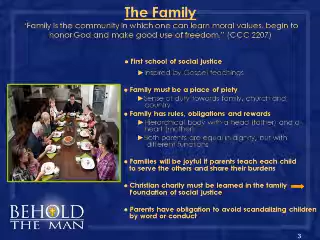 The Family
"Family is the community in which one can learn moral values, begin to
honor God and make good use of freedom." (CCC 2207)
● First school of social justice
►Inspired by Gospel teachings
● Family must be a place of piety
►Sense of duty towards family, church and
country
● Family has rules, obligations and rewards
►Hierarchical body with a head (father) and a
heart (mother)
►Both parents are equal in dignity, but with
different functions
● Families will be joyful if parents teach each child
to serve the others and share their burdens
● Christian charity must be learned in the family
Foundation of social justice
● Parents have obligation to avoid scandalizing children
by word or conduct
BEHOLD
THE MAN
3